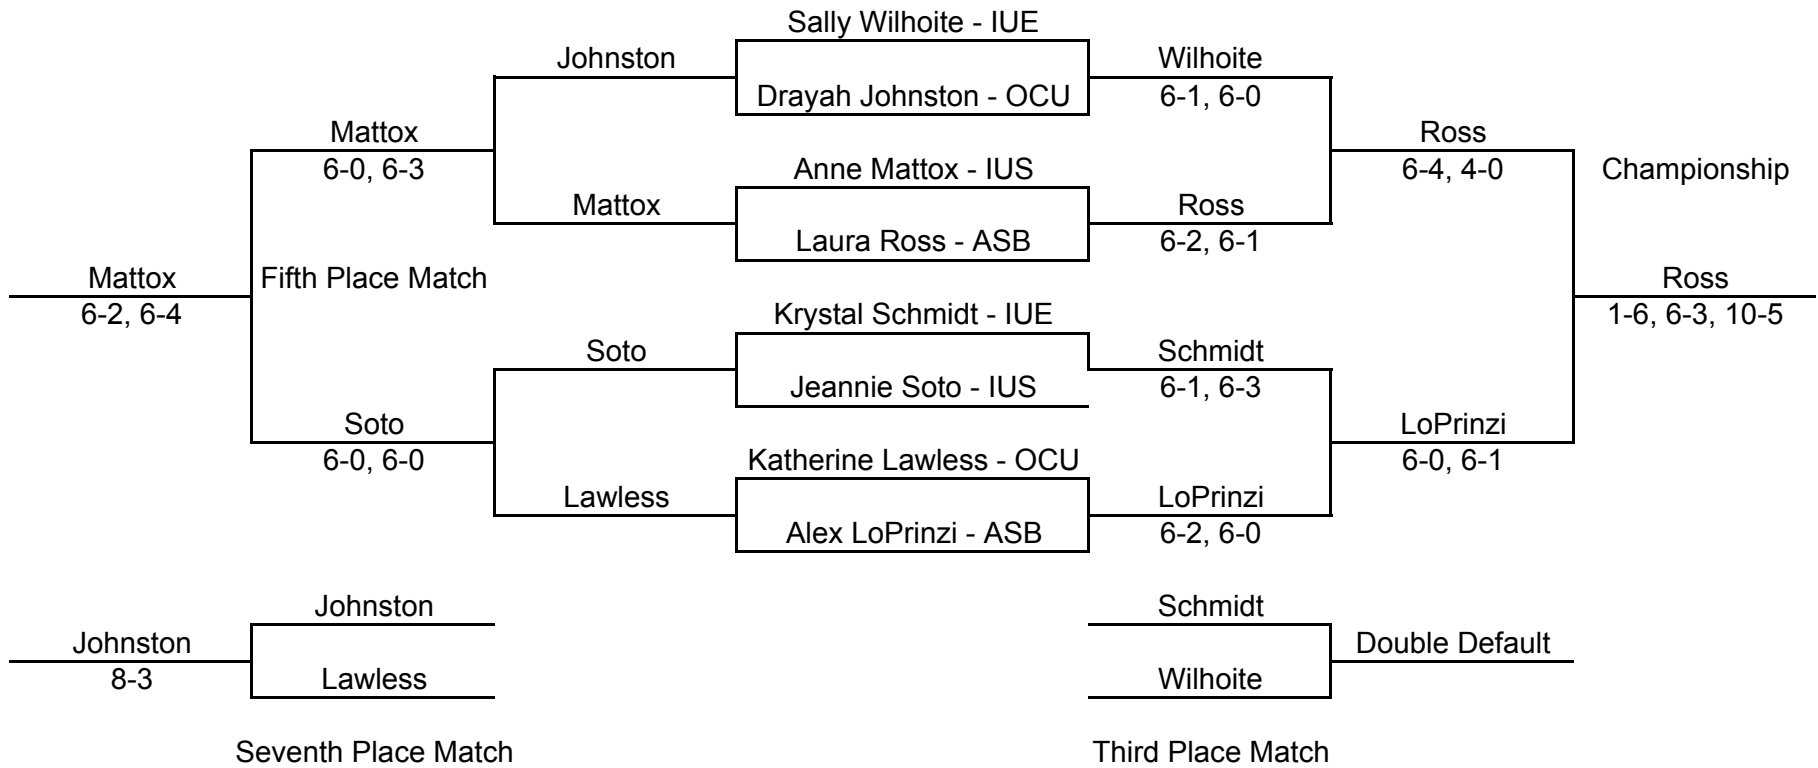 Sally Wilhoite - IUE
Johnston
Wilhoite
Drayah Johnston - OCU
6-1, 6-0
Mattox
Ross
6-0, 6-3
Anne Mattox - IUS
6-4, 4-0
Championship
Mattox
Ross
Laura Ross - ASB
6-2, 6-1
Mattox
Fifth Place Match
Ross
6-2, 6-4
Krystal Schmidt - IUE
1-6, 6-3, 10-5
Soto
Schmidt
Jeannie Soto - IUS
6-1, 6-3
Soto
LoPrinzi
6-0, 6-0
Katherine Lawless - OCU
6-0, 6-1
Lawless
LoPrinzi
Alex LoPrinzi - ASB
6-2, 6-0
Johnston
Schmidt
Johnston
Double Default
8-3
Lawless
Wilhoite
Seventh Place Match
Third Place Match